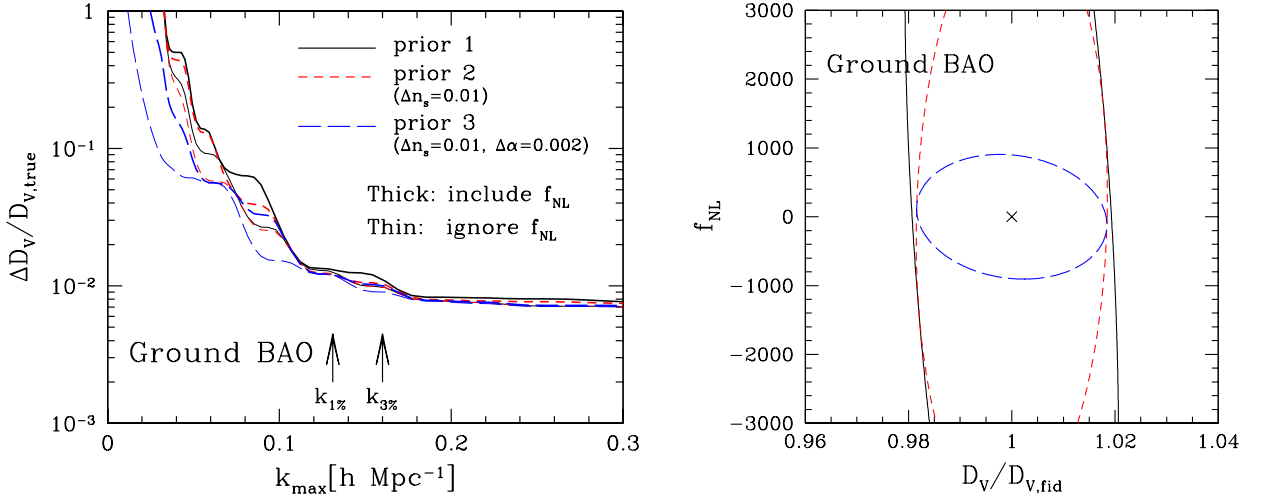 1
10⁻¹
10⁻²
10⁻³
ΔD_V/D_V,true
prior 1
prior 2
(Δn_s=0.01)
prior 3
(Δn_s=0.01, Δα=0.002)
Thick: include f_NL
Thin: ignore f_NL
Ground BAO
k_1%
k_3%
0
0.1
0.2
0.3
k_max[h Mpc⁻¹]
3000
2000
1000
0
-1000
-2000
-3000
f_NL
Ground BAO
0.96
0.98
1
1.02
1.04
D_V/D_V,fid